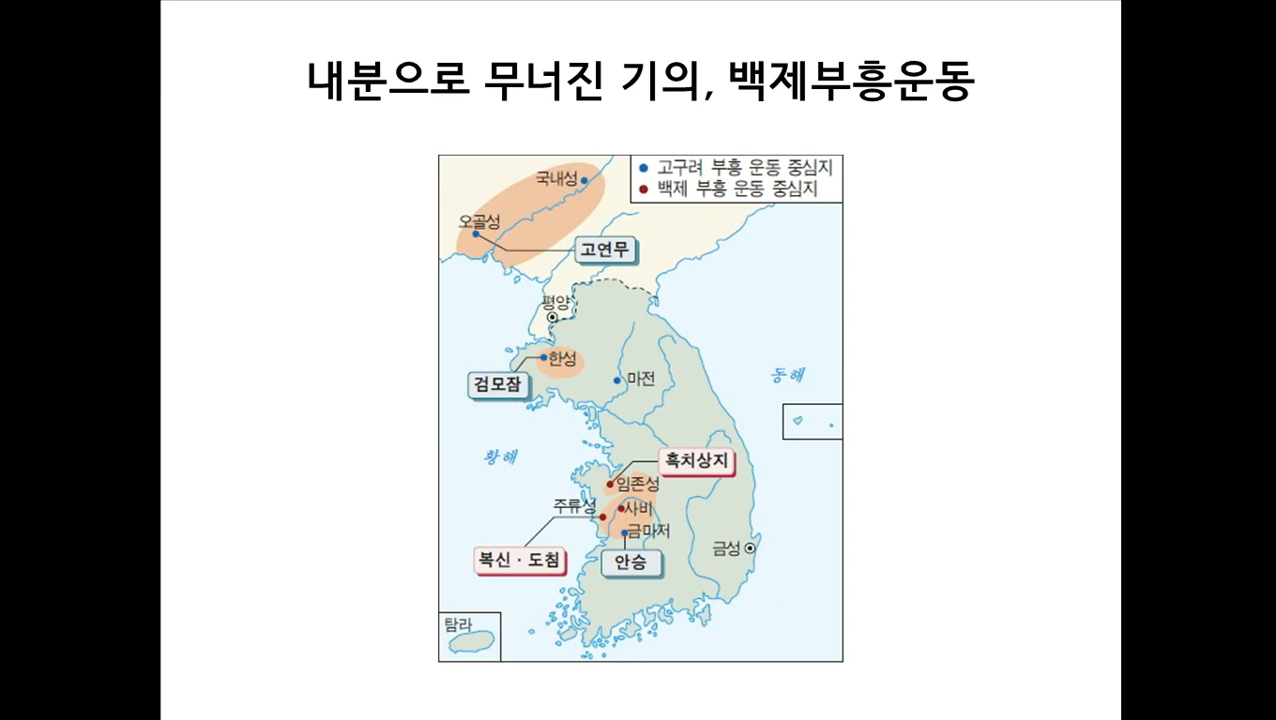 내분으로 무너진 기의, 백제부흥운동
고구려 부흥 운동 중심지
백제 부흥 운동 중심지
국내성
오골성
고연무
평양
한성
마전
검모잠
동해
황해
흑치상지
임존성
주류성
사비
금마저
금성
복신·도침
안승
탐라